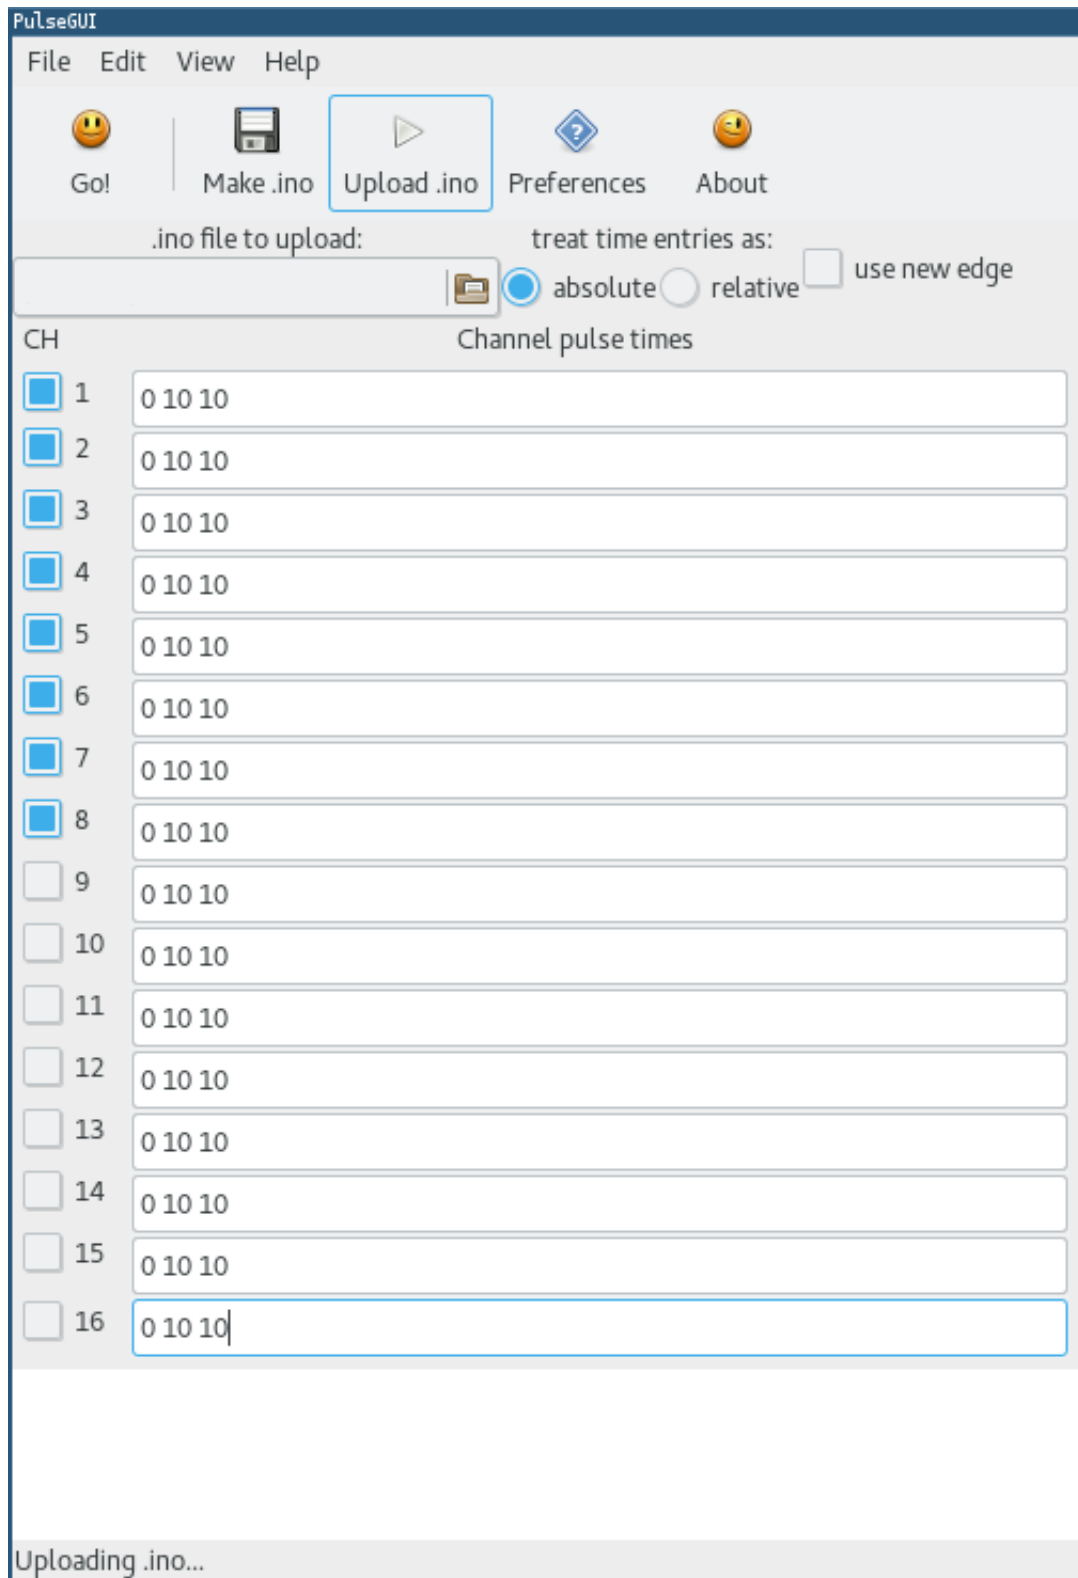 PulseGUI
File Edit View Help
Go! Make .ino Upload .ino Preferences About
.ino file to upload: treat time entries as:
absolute relative use new edge
CH Channel pulse times
1 0 10 10
2 0 10 10
3 0 10 10
4 0 10 10
5 0 10 10
6 0 10 10
7 0 10 10
8 0 10 10
9 0 10 10
10 0 10 10
11 0 10 10
12 0 10 10
13 0 10 10
14 0 10 10
15 0 10 10
16 0 10 10
Uploading .ino...